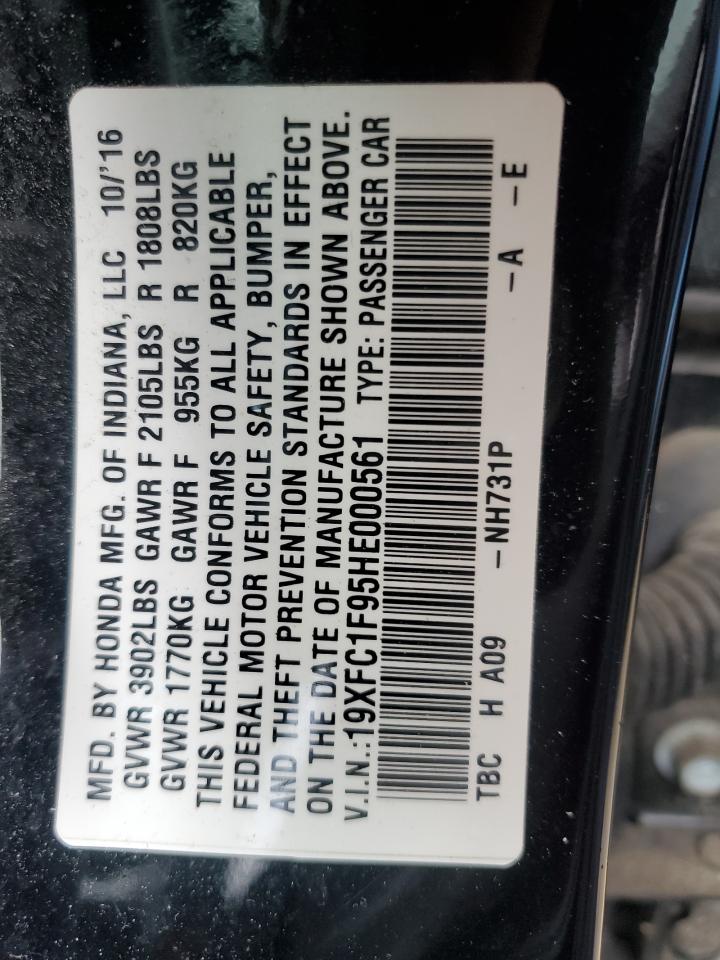 MFD. BY HONDA MFG. OF INDIANA, LLC 10/'16
GVWR 3902LBS GAWR F 2105LBS R 1808LBS
GVWR 1770KG GAWR F 955KG R 820KG
THIS VEHICLE CONFORMS TO ALL APPLICABLE
FEDERAL MOTOR VEHICLE SAFETY, BUMPER,
AND THEFT PREVENTION STANDARDS IN EFFECT
ON THE DATE OF MANUFACTURE SHOWN ABOVE.
V.I.N.:19XFC1F95HE000561 TYPE: PASSENGER CAR
TBC H A09 -NH731P -A -E